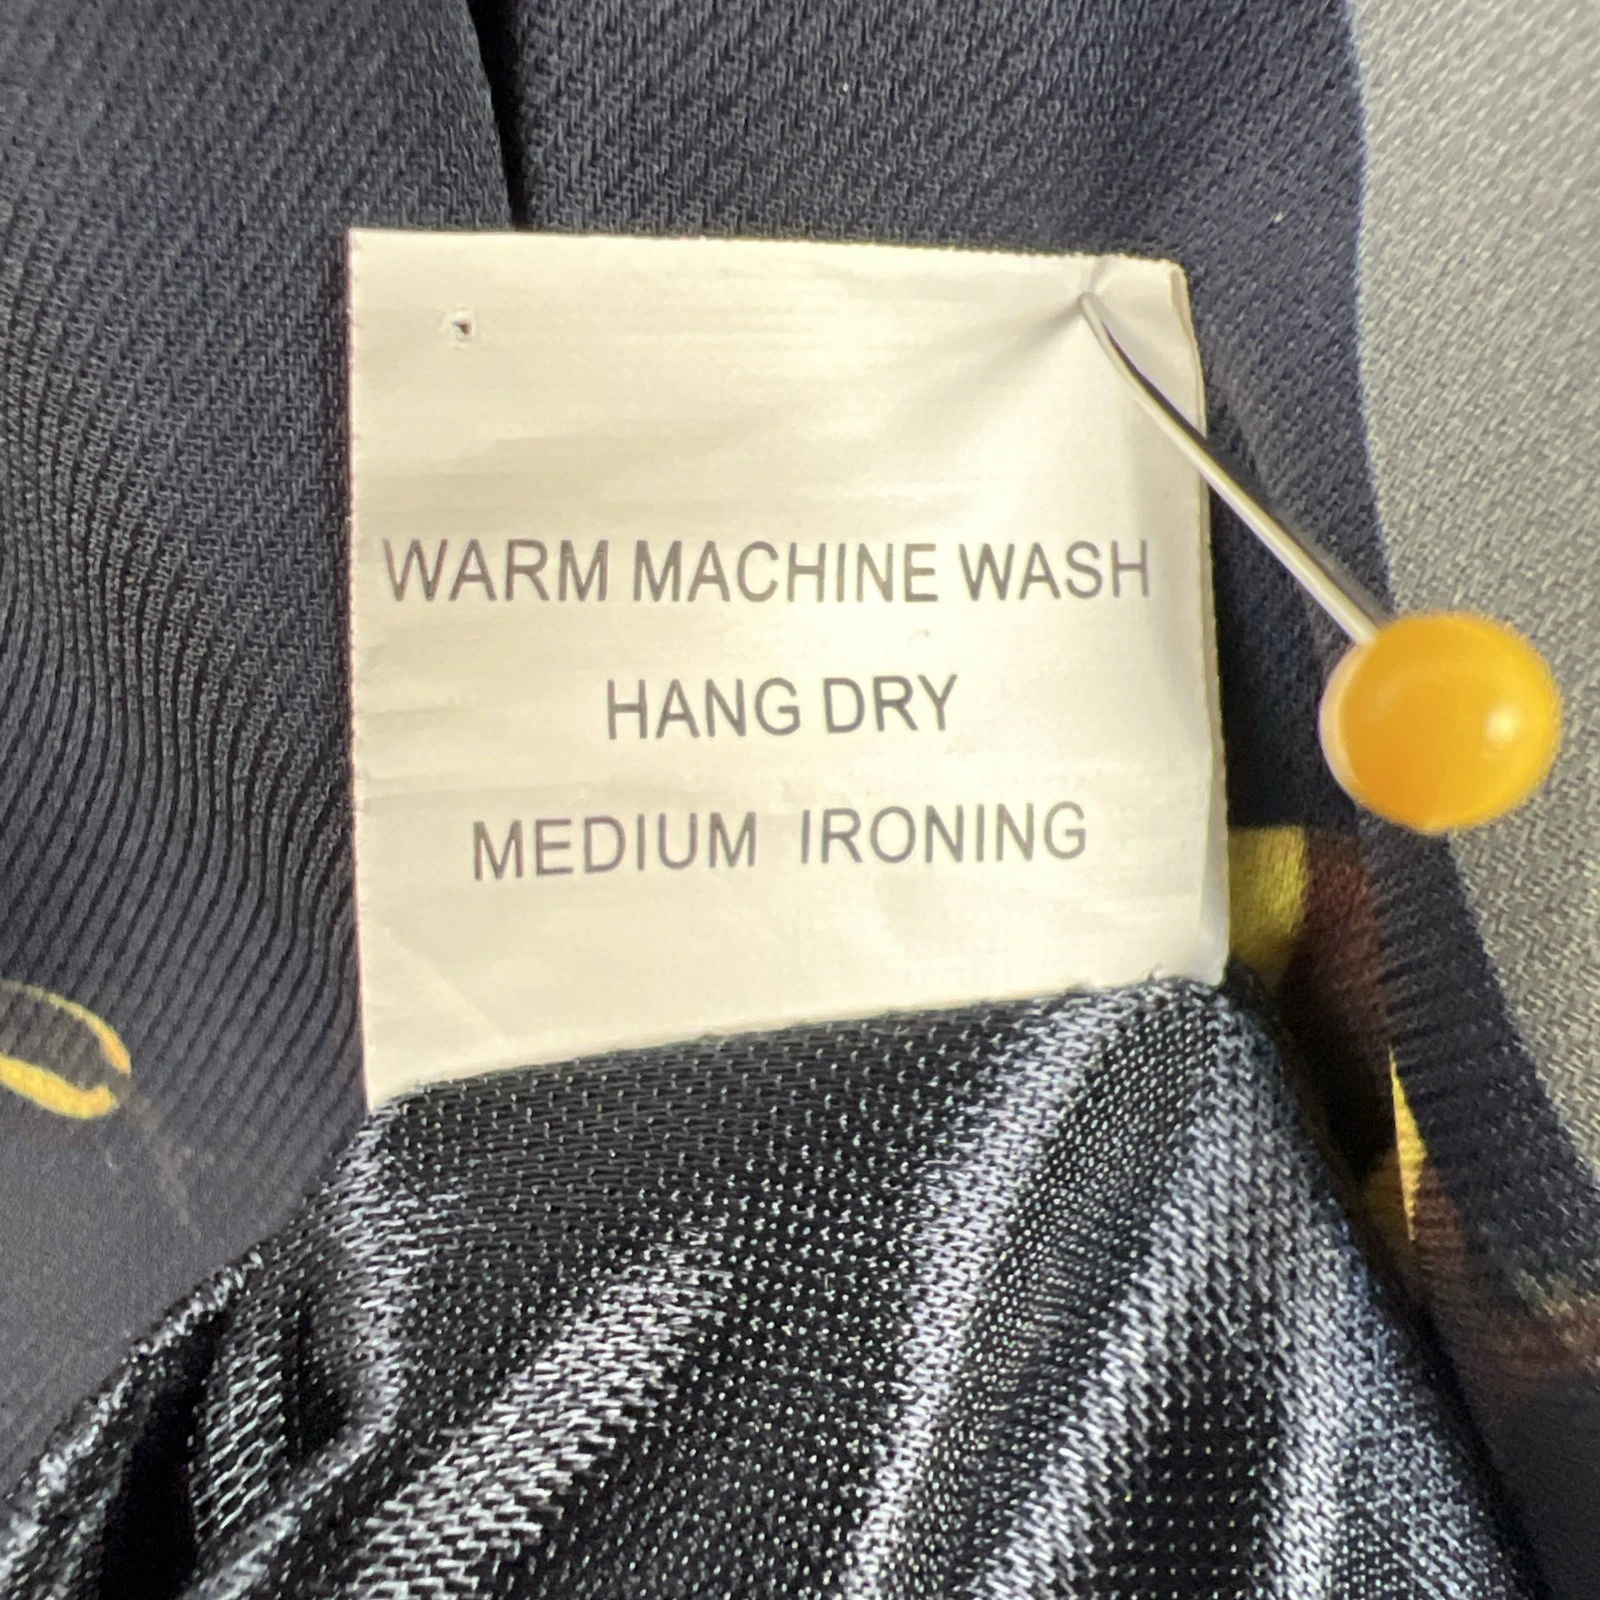 WARM MACHINE WASH
HANG DRY
MEDIUM IRONING